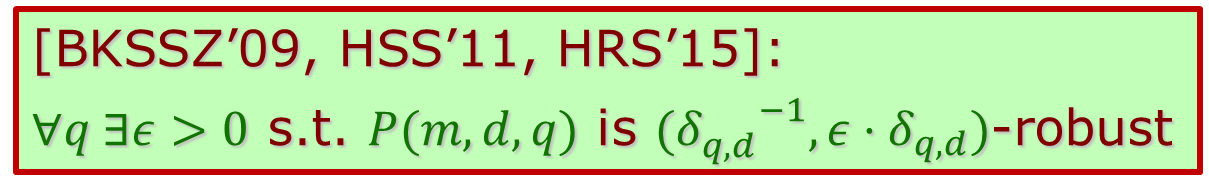 [BKSSZ’09, HSS’11, HRS’15]:
∀q ∃ϵ > 0 s.t. P(m, d, q) is (δ_{q,d}^{−1}, ϵ · δ_{q,d})-robust